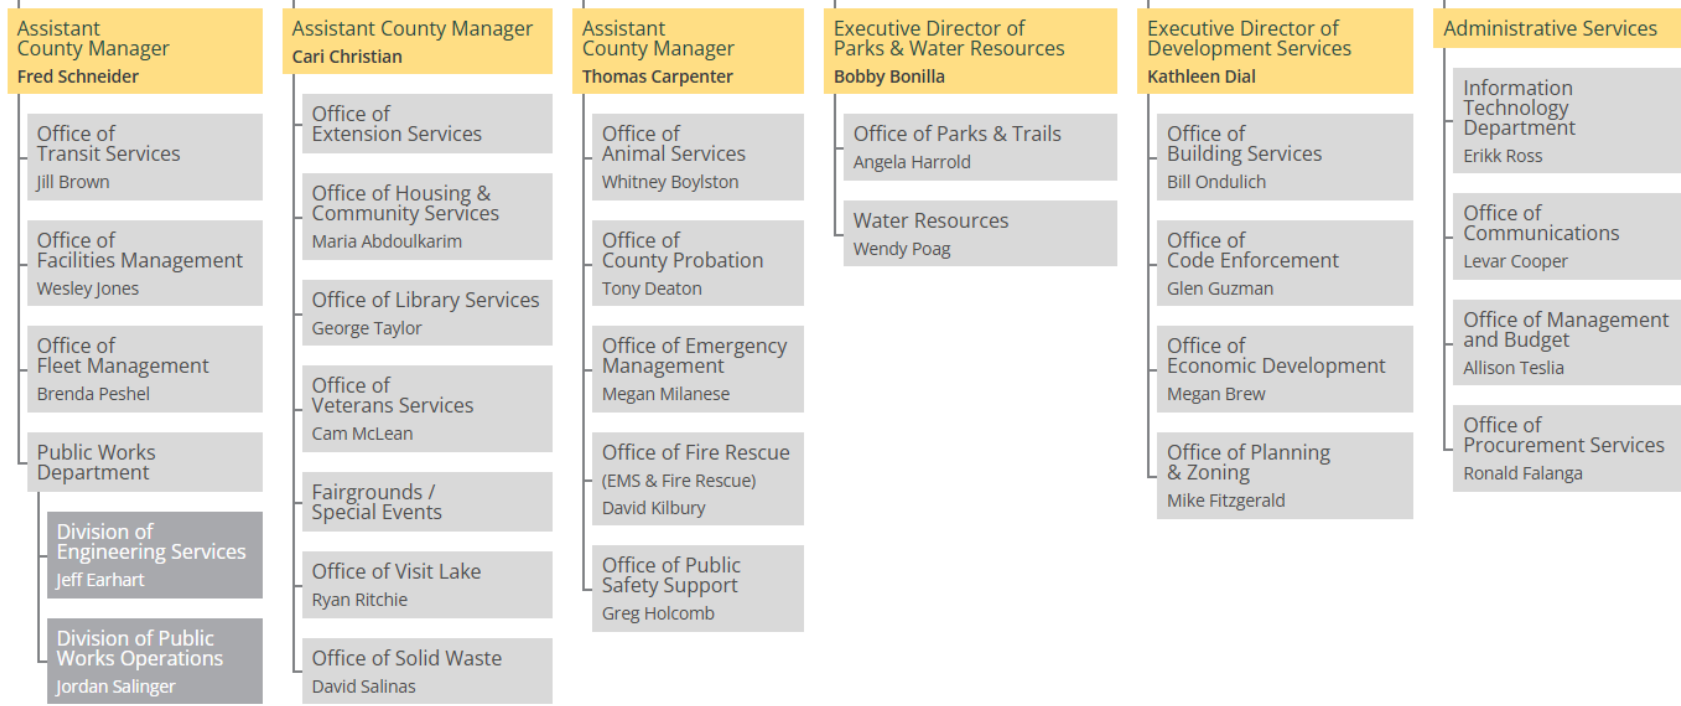 Assistant
County Manager
Fred Schneider
Office of
Transit Services
Jill Brown
Office of
Facilities Management
Wesley Jones
Office of
Fleet Management
Brenda Peshel
Public Works
Department
Division of
Engineering Services
Jeff Earhart
Division of Public
Works Operations
Jordan Salinger
Assistant County Manager
Cari Christian
Office of
Extension Services
Office of Housing &
Community Services
Maria Abdoulkarim
Office of Library Services
George Taylor
Office of
Veterans Services
Cam McLean
Fairgrounds /
Special Events
Office of Visit Lake
Ryan Ritchie
Office of Solid Waste
David Salinas
Assistant
County Manager
Thomas Carpenter
Office of
Animal Services
Whitney Boylston
Office of
County Probation
Tony Deaton
Office of Emergency
Management
Megan Milanese
Office of Fire Rescue
(EMS & Fire Rescue)
David Kilbury
Office of Public
Safety Support
Greg Holcomb
Executive Director of
Parks & Water Resources
Bobby Bonilla
Office of Parks & Trails
Angela Harrold
Water Resources
Wendy Poag
Executive Director of
Development Services
Kathleen Dial
Office of
Building Services
Bill Ondulich
Office of
Code Enforcement
Glen Guzman
Office of
Economic Development
Megan Brew
Office of Planning
& Zoning
Mike Fitzgerald
Administrative Services
Information
Technology
Department
Erikk Ross
Office of
Communications
Levar Cooper
Office of Management
and Budget
Allison Teslia
Office of
Procurement Services
Ronald Falanga